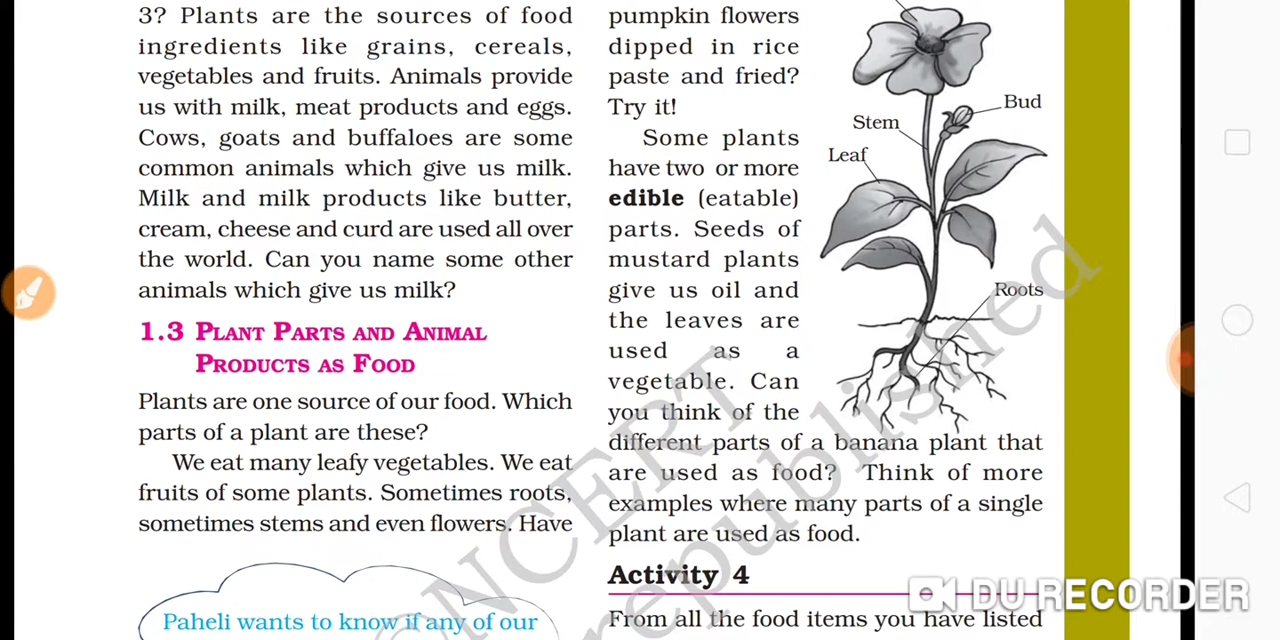 3? Plants are the sources of food
ingredients like grains, cereals,
vegetables and fruits. Animals provide
us with milk, meat products and eggs.
Cows, goats and buffaloes are some
common animals which give us milk.
Milk and milk products like butter,
cream, cheese and curd are used all over
the world. Can you name some other
animals which give us milk?
1.3 PLANT PARTS AND ANIMAL
PRODUCTS AS FOOD
Plants are one source of our food. Which
parts of a plant are these?
We eat many leafy vegetables. We eat
fruits of some plants. Sometimes roots,
sometimes stems and even flowers. Have
Paheli wants to know if any of our
pumpkin flowers
dipped in rice
paste and fried?
Try it!
Some plants
have two or more
edible (eatable)
parts. Seeds of
mustard plants
give us oil and
the leaves are
used as a
vegetable. Can
you think of the
different parts of a banana plant that
are used as food? Think of more
examples where many parts of a single
plant are used as food.
Activity 4
From all the food items you have listed
Bud
Stem
Leaf
Roots
NCERT
republished
DU RECORDER